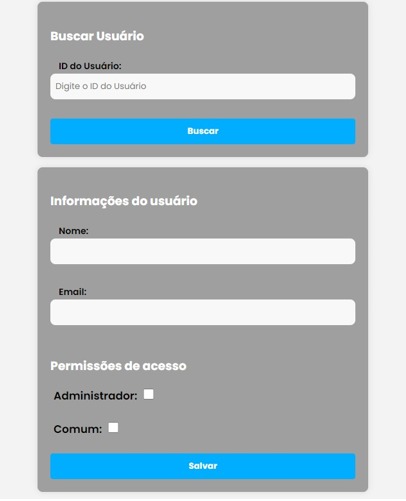 Buscar Usuário
ID do Usuário:
Digite o ID do Usuário
Buscar
Informações do usuário
Nome:
Email:
Permissões de acesso
Administrador:
Comum:
Salvar